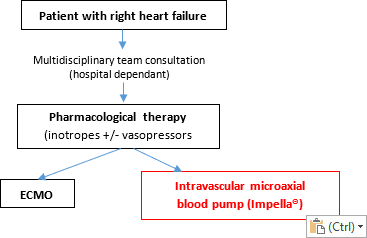 Patient with right heart failure
Multidisciplinary team consultation
(hospital dependant)
Pharmacological therapy
(inotropes +/- vasopressors
ECMO
Intravascular microaxial
blood pump (Impella®)
(Ctrl)